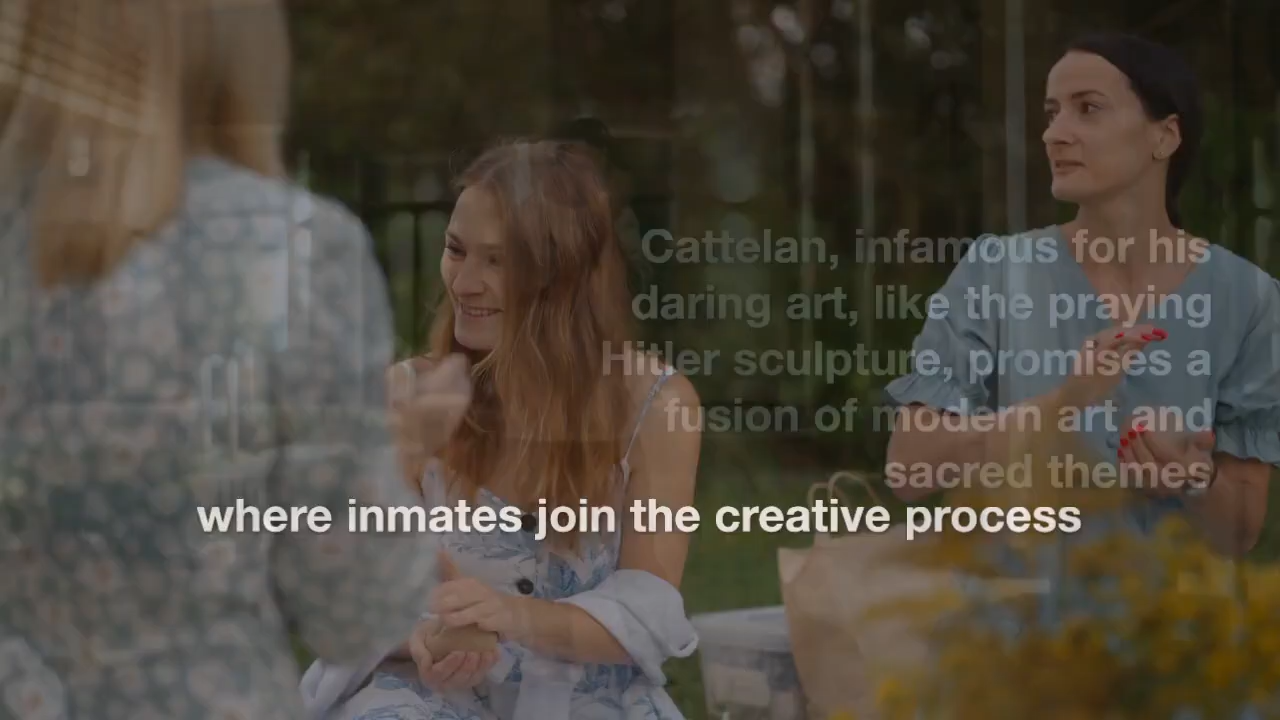 Cattelan, infamous for his
daring art, like the praying
Hitler sculpture, promises a
fusion of modern art and
sacred themes
where inmates join the creative process